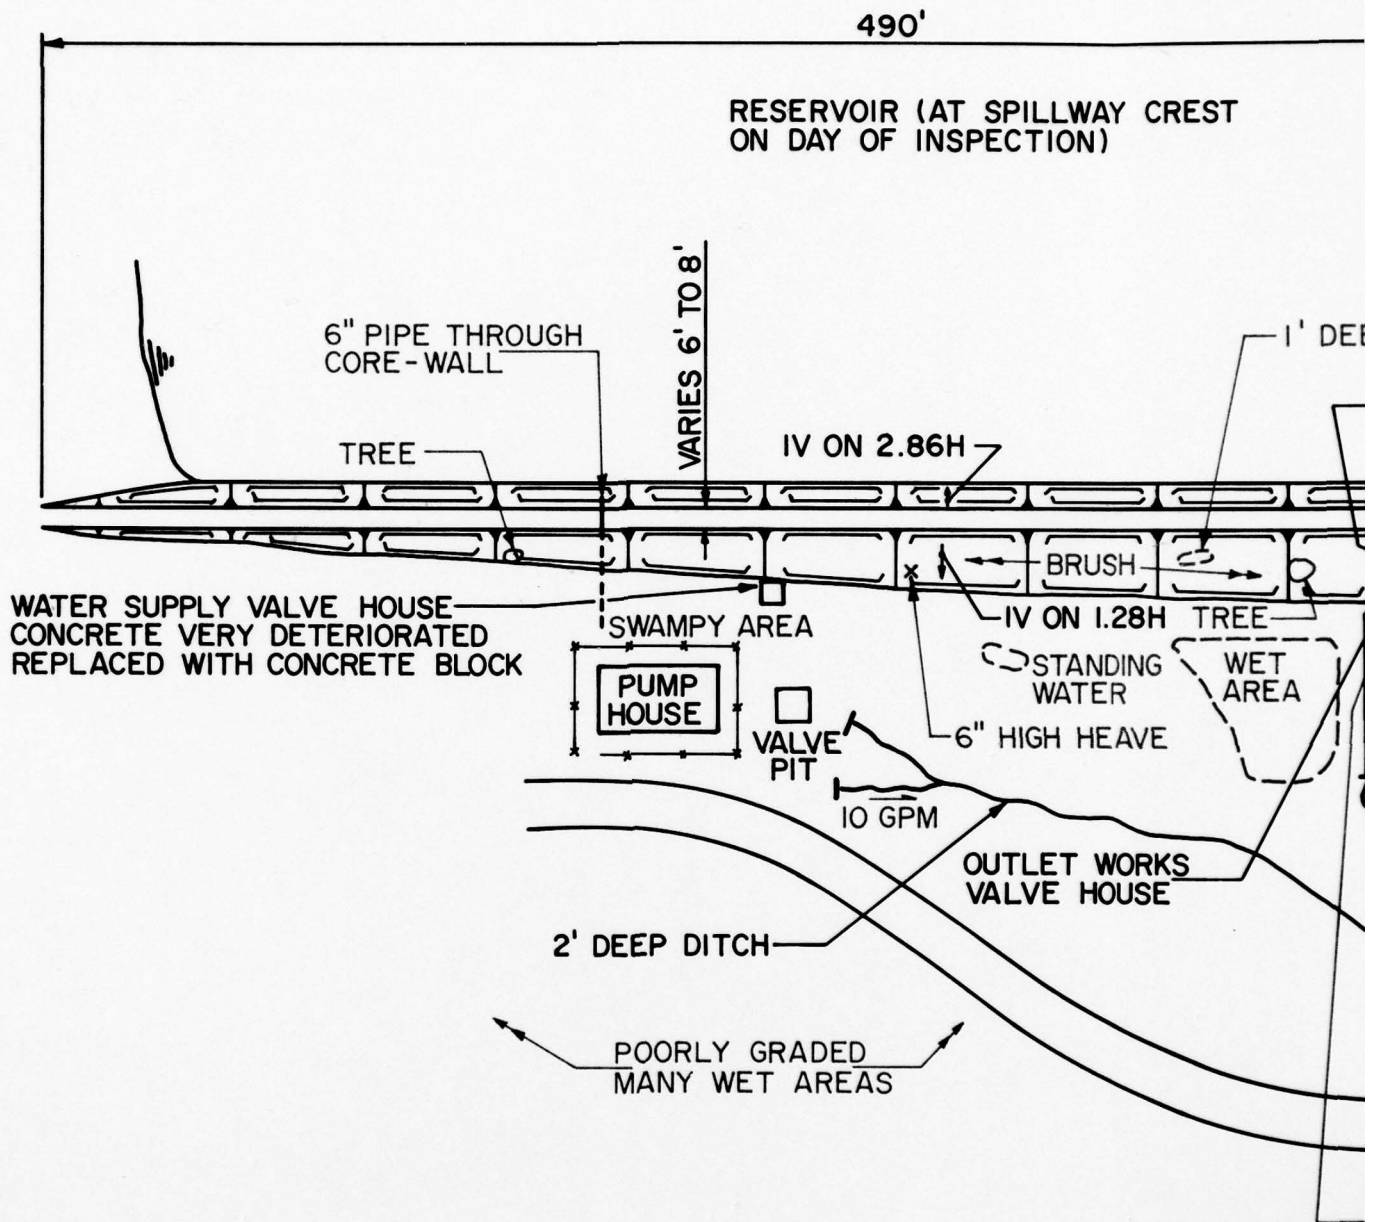 490'
RESERVOIR (AT SPILLWAY CREST
ON DAY OF INSPECTION)
VARIES 6' TO 8'
6" PIPE THROUGH
CORE-WALL
1' DEE
TREE
1V ON 2.86H
BRUSH
WATER SUPPLY VALVE HOUSE
CONCRETE VERY DETERIORATED
REPLACED WITH CONCRETE BLOCK
SWAMPY AREA
1V ON 1.28H
TREE
PUMP
HOUSE
STANDING
WATER
WET
AREA
VALVE
PIT
6" HIGH HEAVE
10 GPM
OUTLET WORKS
VALVE HOUSE
2' DEEP DITCH
POORLY GRADED
MANY WET AREAS